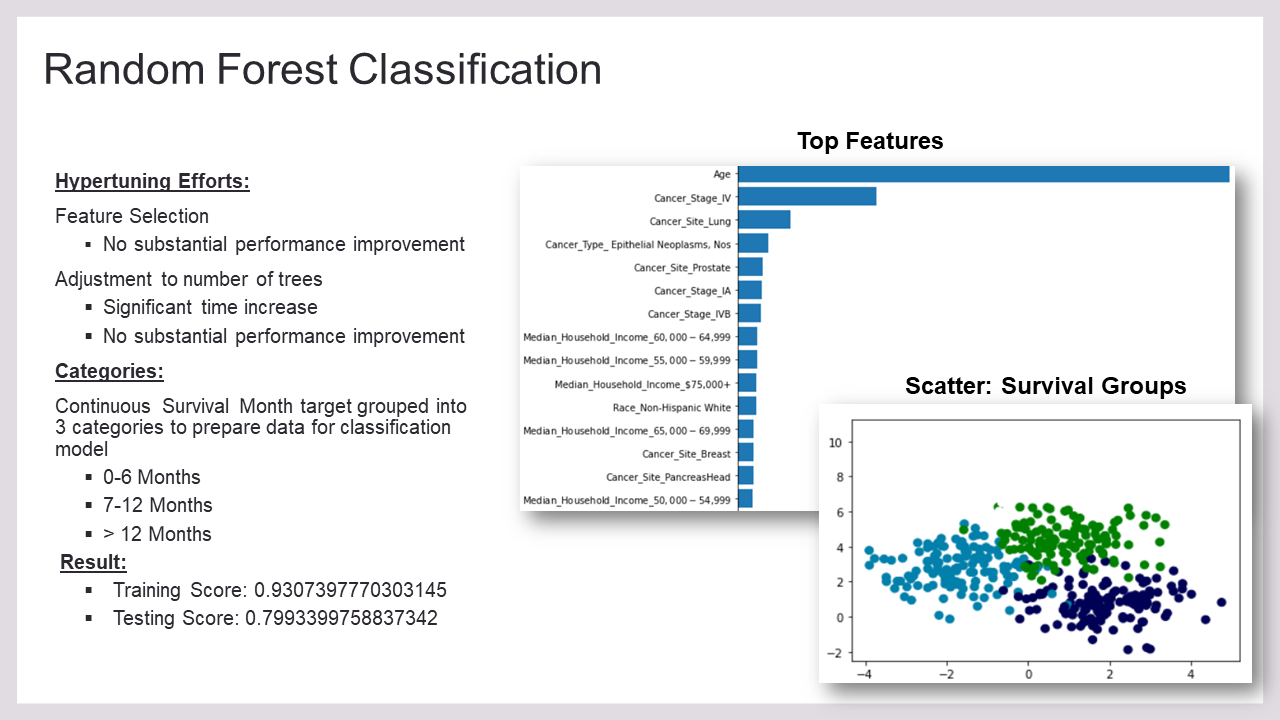 Random Forest Classification
Hypertuning Efforts:
Feature Selection
▪ No substantial performance improvement
Adjustment to number of trees
▪ Significant time increase
▪ No substantial performance improvement
Categories:
Continuous Survival Month target grouped into
3 categories to prepare data for classification
model
▪ 0-6 Months
▪ 7-12 Months
▪ > 12 Months
Result:
▪ Training Score: 0.9307397770303145
▪ Testing Score: 0.7993399758837342
Top Features
Age
Cancer_Stage_IV
Cancer_Site_Lung
Cancer_Type_ Epithelial Neoplasms, Nos
Cancer_Site_Prostate
Cancer_Stage_IA
Cancer_Stage_IVB
Median_Household_Income_60,000 − 64,999
Median_Household_Income_55,000 − 59,999
Median_Household_Income_$75,000+
Race_Non-Hispanic White
Median_Household_Income_65,000 − 69,999
Cancer_Site_Breast
Cancer_Site_PancreasHead
Median_Household_Income_50,000 − 54,999
Scatter: Survival Groups
10
8
6
4
2
0
−2
−4 −2 0 2 4